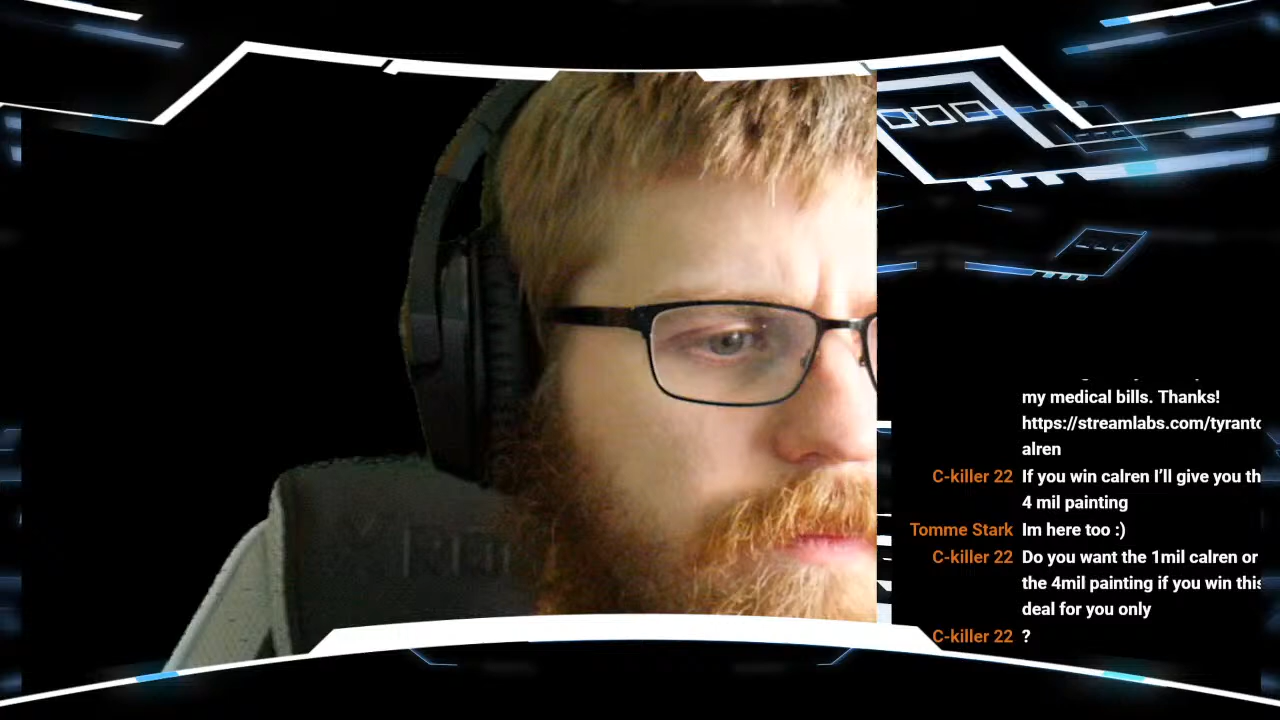 my medical bills. Thanks!
https://streamlabs.com/tyranto
alren
C-killer 22 If you win calren I'll give you th
4 mil painting
Tomme Stark Im here too :)
C-killer 22 Do you want the 1mil calren or
the 4mil painting if you win this
deal for you only
C-killer 22 ?